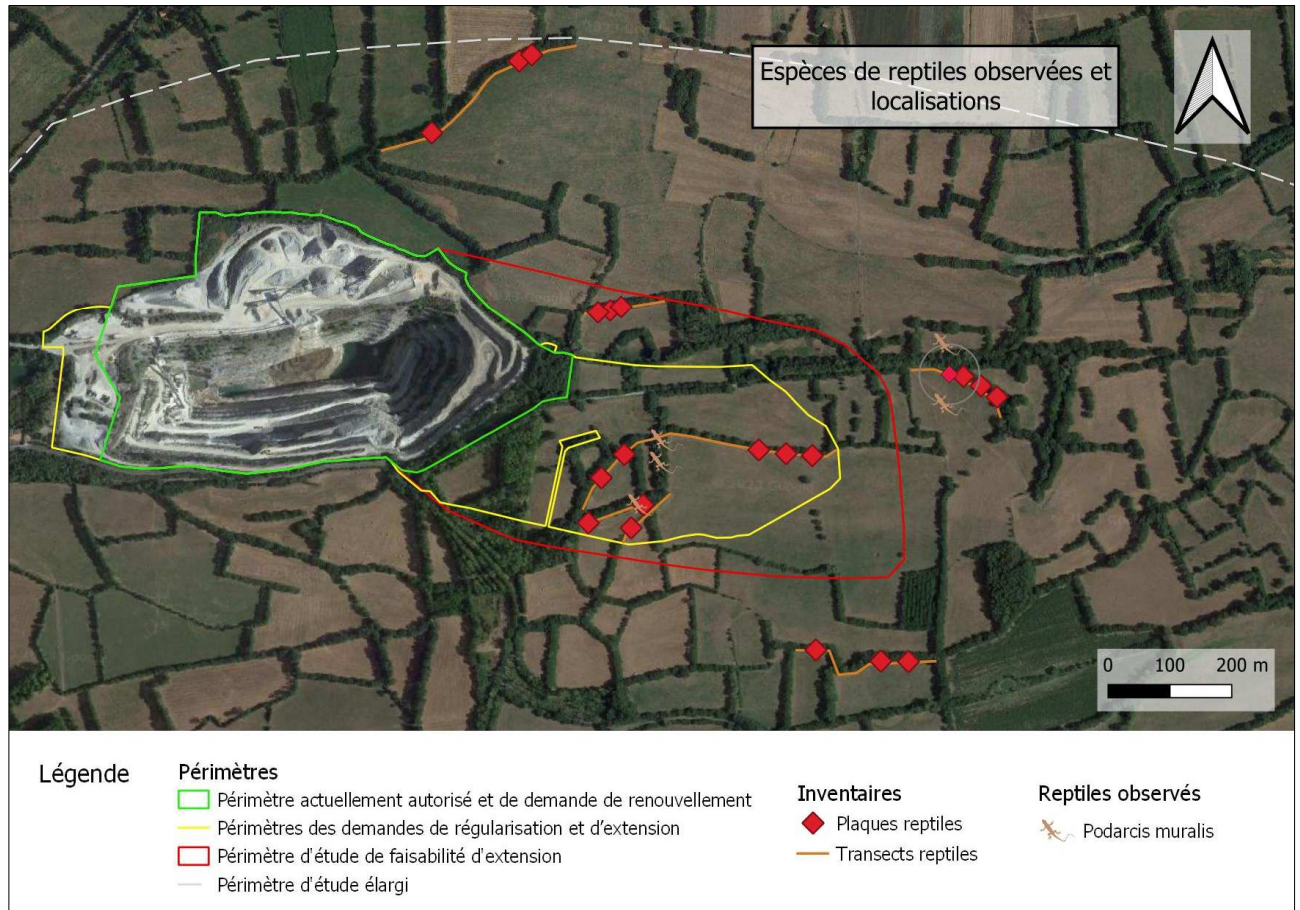 Espèces de reptiles observées et
localisations
0 100 200 m
Légende
Périmètres
Périmètre actuellement autorisé et de demande de renouvellement
Périmètres des demandes de régularisation et d'extension
Périmètre d'étude de faisabilité d'extension
Périmètre d'étude élargi
Inventaires
Plaques reptiles
Transects reptiles
Reptiles observés
Podarcis muralis